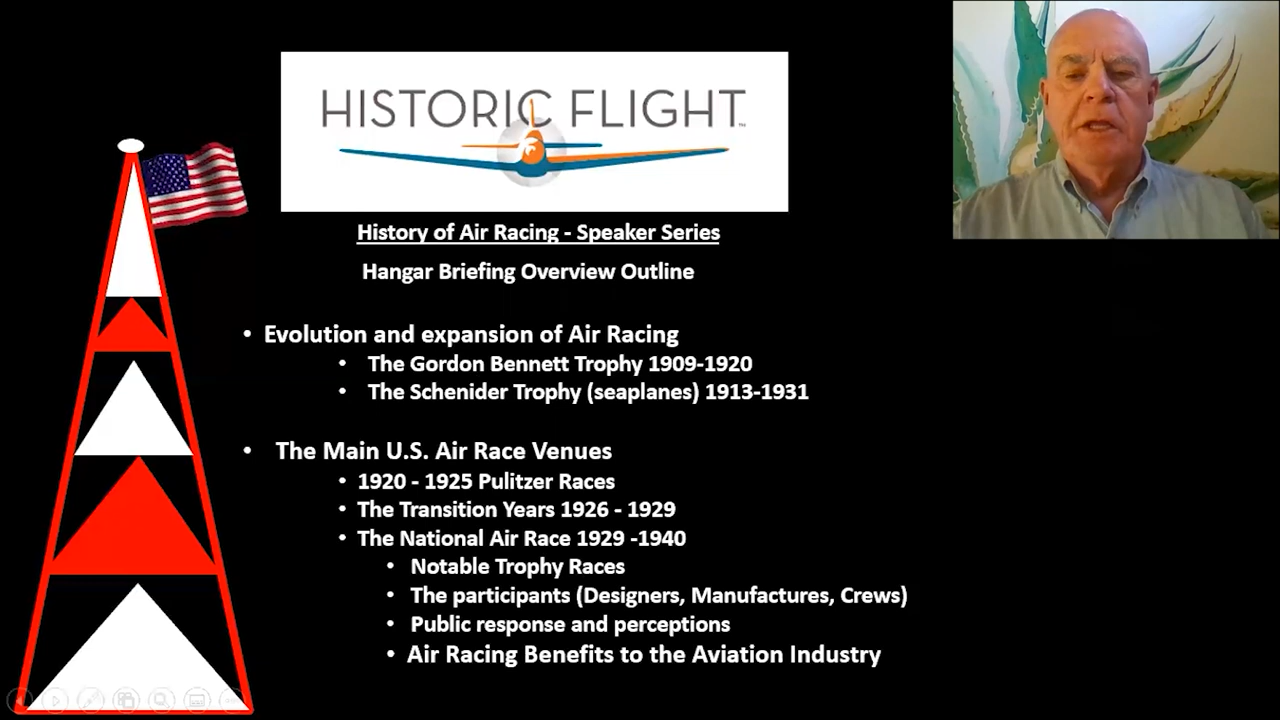 HISTORIC FLIGHT™
History of Air Racing - Speaker Series
Hangar Briefing Overview Outline
• Evolution and expansion of Air Racing
• The Gordon Bennett Trophy 1909-1920
• The Schenider Trophy (seaplanes) 1913-1931
• The Main U.S. Air Race Venues
• 1920 - 1925 Pulitzer Races
• The Transition Years 1926 - 1929
• The National Air Race 1929 -1940
• Notable Trophy Races
• The participants (Designers, Manufactures, Crews)
• Public response and perceptions
• Air Racing Benefits to the Aviation Industry